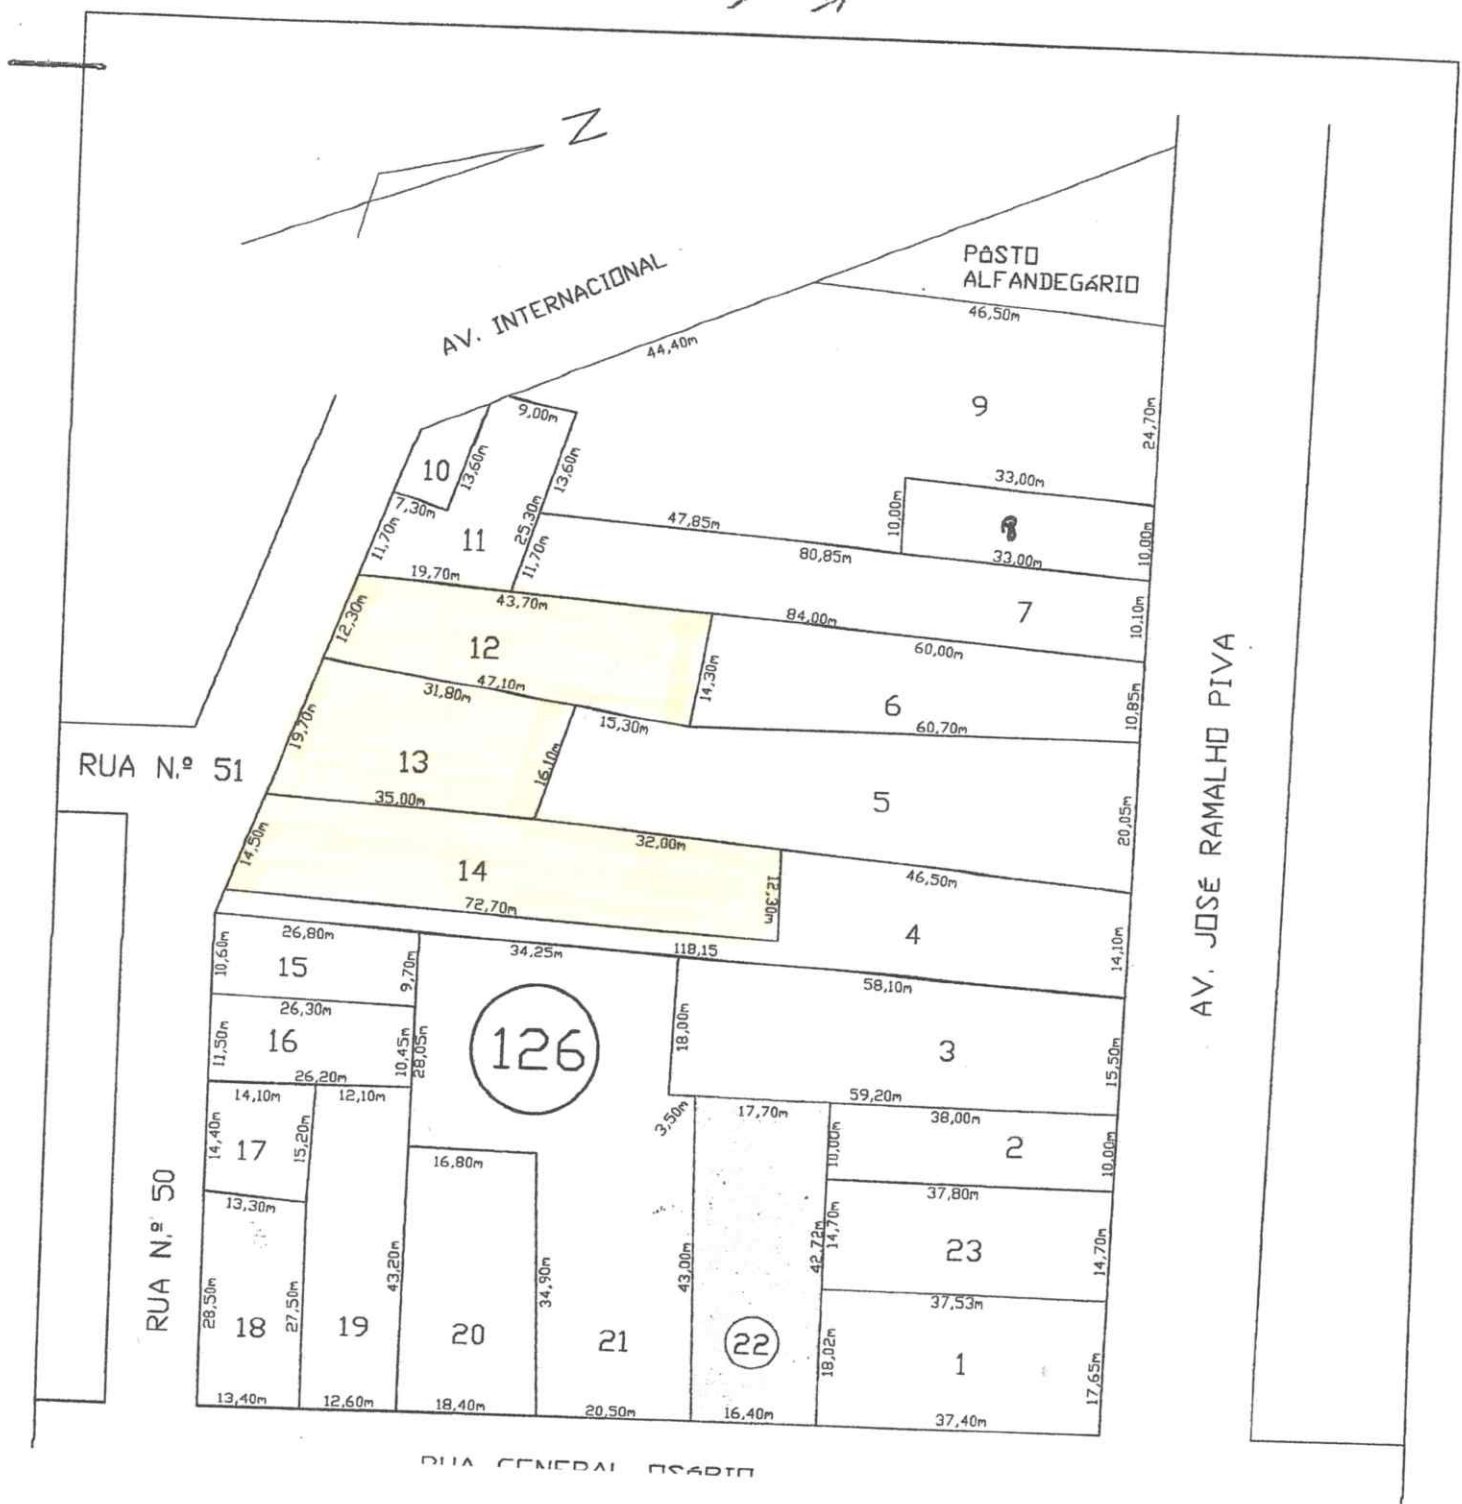 Z
AV. INTERNACIONAL
PôSTO
ALFANDEGáRIO
46,50m
44,40m
9
24,70m
9,00m
10
13,60m
13,60m
7,30m
33,00m
10,00m
33,00m
10,00m
47,85m
80,85m
25,30m
11,70m
11
11,70m
19,70m
43,70m
84,00m
7
10,10m
60,00m
12,30m
12
47,10m
31,80m
14,30m
15,30m
6
10,85m
60,70m
19,70m
13
16,10m
35,00m
5
20,05m
RUA N.º 51
AV. JOSÉ RAMALHO PIVA
14,50m
14
32,00m
72,70m
12,30m
46,50m
4
14,10m
118,15
34,25m
58,10m
26,80m
10,60m
15
9,70m
26,30m
11,50m
16
10,45m
28,05m
26,20m
126
18,00m
3
15,50m
59,20m
14,10m
12,10m
14,40m
17
15,20m
13,30m
16,80m
3,50m
17,70m
38,00m
10,00m
2
10,00m
37,80m
14,70m
23
14,70m
42,72m
37,53m
RUA N.º 50
28,50m
18
27,50m
19
43,20m
20
34,90m
21
43,00m
22
18,02m
1
17,65m
13,40m
12,60m
18,40m
20,50m
16,40m
37,40m
RUA GENERAL OSóRIO